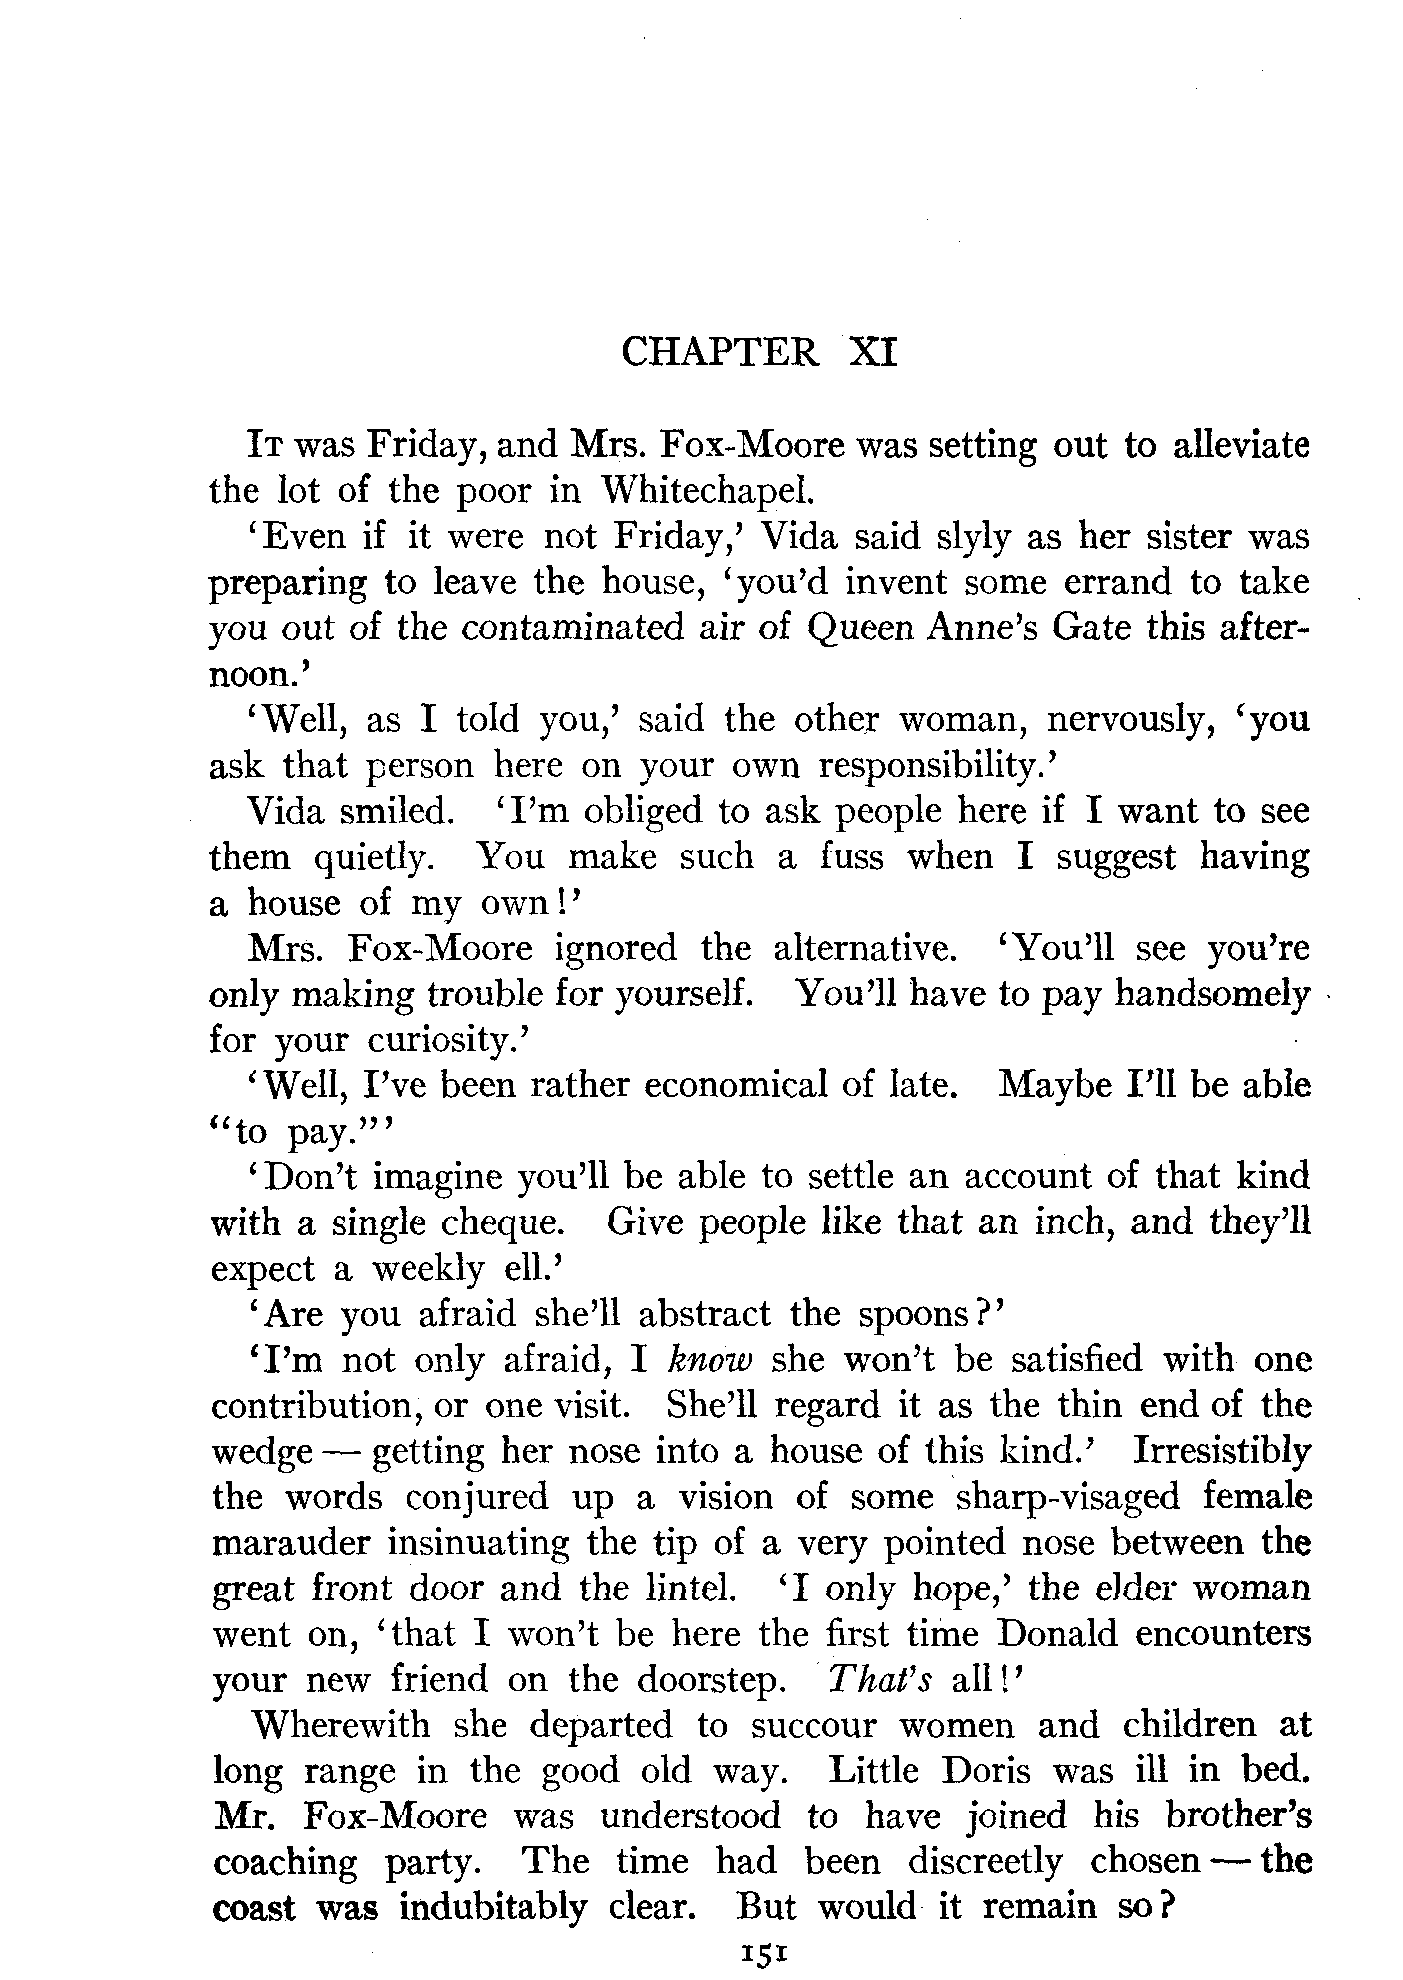 CHAPTER XI
IT was Friday, and Mrs. Fox-Moore was setting out to alleviate
the lot of the poor in Whitechapel.
‘Even if it were not Friday,’ Vida said slyly as her sister was
preparing to leave the house, ‘you’d invent some errand to take
you out of the contaminated air of Queen Anne’s Gate this after-
noon.’
‘Well, as I told you,’ said the other woman, nervously, ‘you
ask that person here on your own responsibility.’
Vida smiled. ‘I’m obliged to ask people here if I want to see
them quietly. You make such a fuss when I suggest having
a house of my own!’
Mrs. Fox-Moore ignored the alternative. ‘You’ll see you’re
only making trouble for yourself. You’ll have to pay handsomely
for your curiosity.’
‘Well, I’ve been rather economical of late. Maybe I’ll be able
“to pay.”’
‘Don’t imagine you’ll be able to settle an account of that kind
with a single cheque. Give people like that an inch, and they’ll
expect a weekly ell.’
‘Are you afraid she’ll abstract the spoons?’
‘I’m not only afraid, I know she won’t be satisfied with one
contribution, or one visit. She’ll regard it as the thin end of the
wedge — getting her nose into a house of this kind.’ Irresistibly
the words conjured up a vision of some sharp-visaged female
marauder insinuating the tip of a very pointed nose between the
great front door and the lintel. ‘I only hope,’ the elder woman
went on, ‘that I won’t be here the first time Donald encounters
your new friend on the doorstep. That’s all!’
Wherewith she departed to succour women and children at
long range in the good old way. Little Doris was ill in bed.
Mr. Fox-Moore was understood to have joined his brother’s
coaching party. The time had been discreetly chosen — the
coast was indubitably clear. But would it remain so?
151